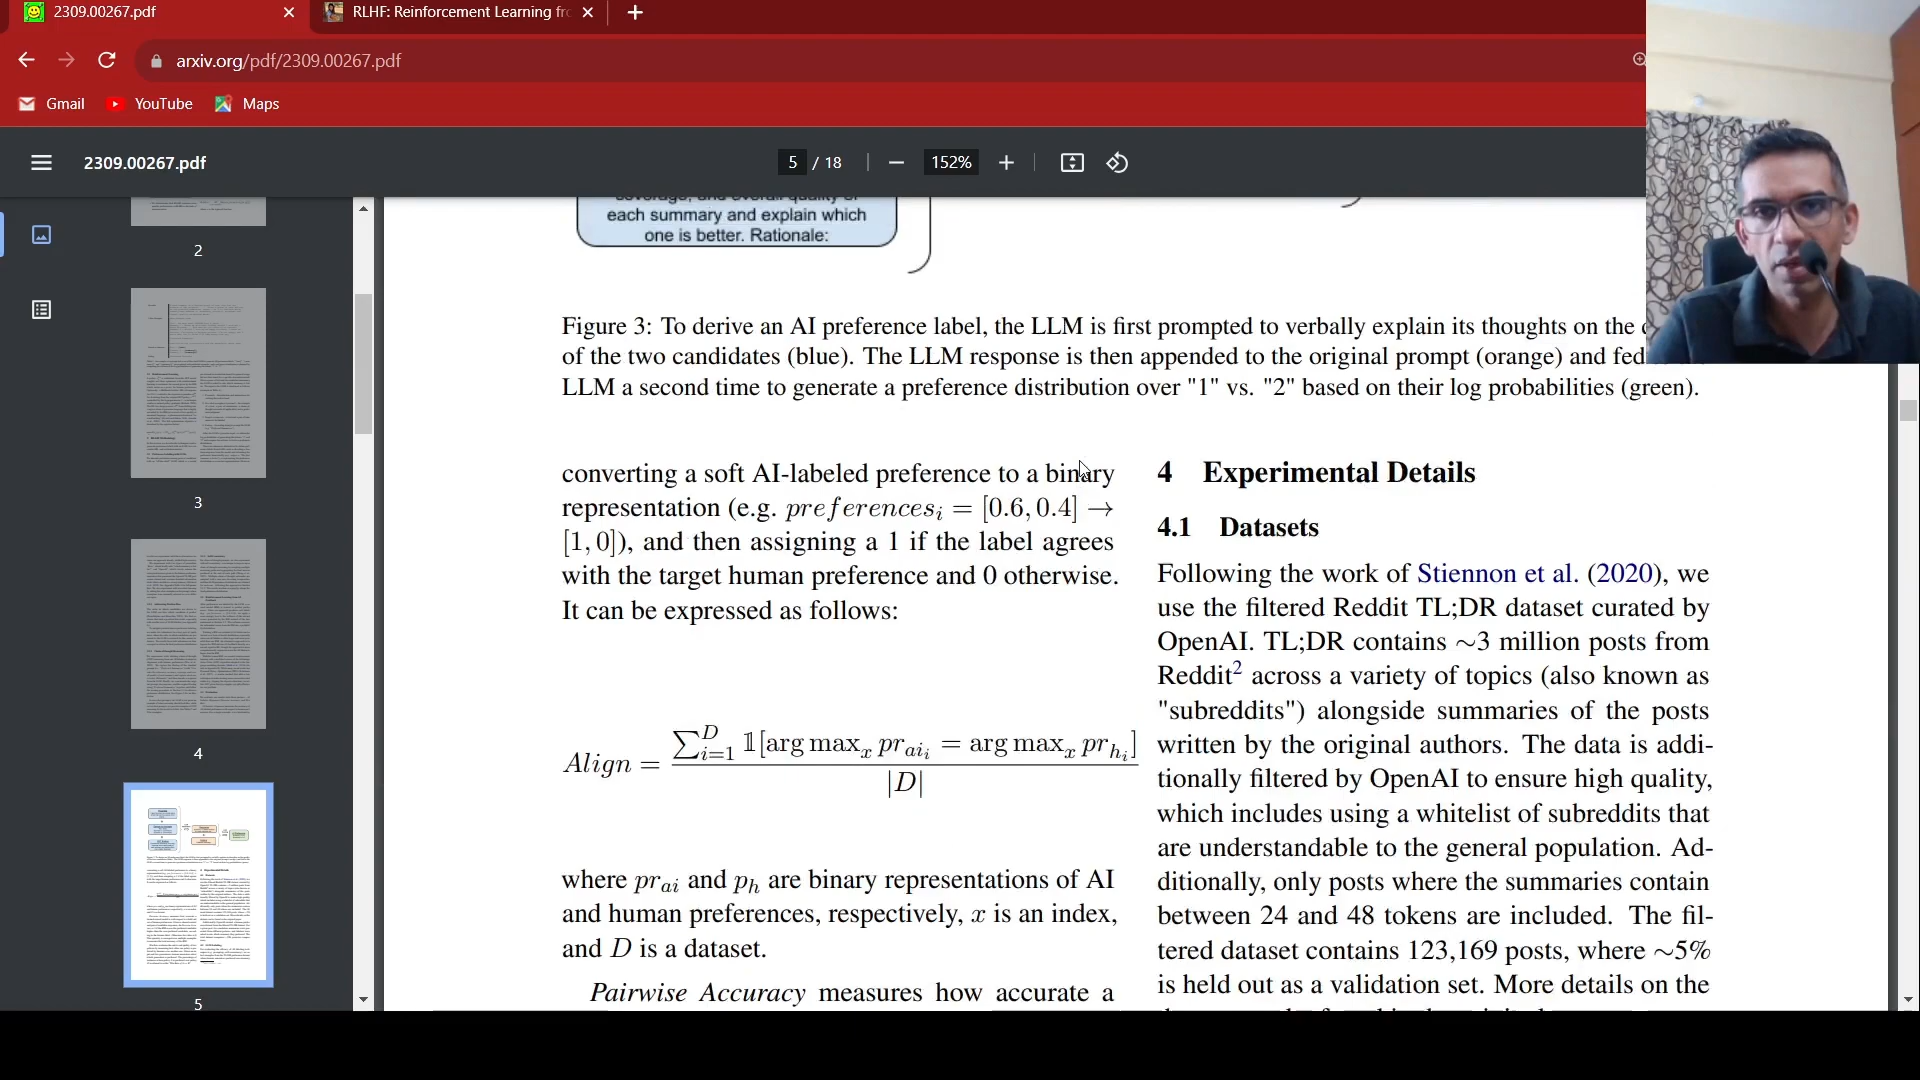 2309.00267.pdf
RLHF: Reinforcement Learning fr
arxiv.org/pdf/2309.00267.pdf
Gmail YouTube Maps
2309.00267.pdf
5 / 18
152%
2
3
4
5
coverage, and overall quality of
each summary and explain which
one is better. Rationale:
Figure 3: To derive an AI preference label, the LLM is first prompted to verbally explain its thoughts on the
of the two candidates (blue). The LLM response is then appended to the original prompt (orange) and fed
LLM a second time to generate a preference distribution over "1" vs. "2" based on their log probabilities (green).
converting a soft AI-labeled preference to a binary
representation (e.g. preferences_i = [0.6, 0.4] →
[1, 0]), and then assigning a 1 if the label agrees
with the target human preference and 0 otherwise.
It can be expressed as follows:
Align = ∑_{i=1}^{D} 𝟙[arg max_x pr_{ai_i} = arg max_x pr_{h_i}]
|D|
where pr_{ai} and p_h are binary representations of AI
and human preferences, respectively, x is an index,
and D is a dataset.
Pairwise Accuracy measures how accurate a
4 Experimental Details
4.1 Datasets
Following the work of Stiennon et al. (2020), we
use the filtered Reddit TL;DR dataset curated by
OpenAI. TL;DR contains ~3 million posts from
Reddit² across a variety of topics (also known as
"subreddits") alongside summaries of the posts
written by the original authors. The data is addi-
tionally filtered by OpenAI to ensure high quality,
which includes using a whitelist of subreddits that
are understandable to the general population. Ad-
ditionally, only posts where the summaries contain
between 24 and 48 tokens are included. The fil-
tered dataset contains 123,169 posts, where ~5%
is held out as a validation set. More details on the